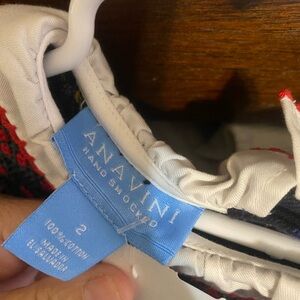 ANAVINI
HAND SMOCKED
2
100% COTTON
MADE IN
EL SALVADOR